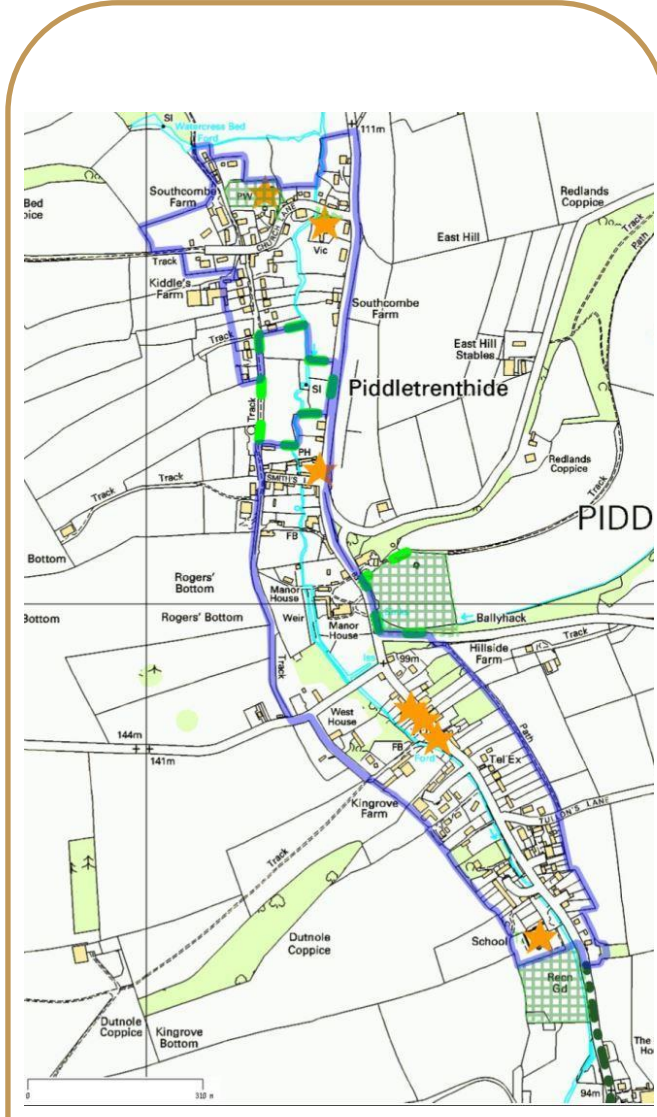 SI
Watercress Bed
Ford
111m
Southcombe
Farm
PW
Redlands
Coppice
Track
Path
Bed
CHURCH LANE
Vic
East Hill
Kiddle's
Farm
Southcombe
Farm
Track
East Hill
Stables
SI
Piddletrenthide
Track
PH
SMITH'S
Track
Track
Redlands
Coppice
Track
FB
PIDD
Bottom
Rogers'
Bottom
Manor
House
Bottom
Rogers' Bottom
Weir
Manor
House
Ballyhack
Track
Hillside
Farm
Track
99m
West
House
Path
144m
141m
FB
Ford
Tel Ex
Kingrove
Farm
TULLON'S LANE
Track
School
Dutnole
Coppice
Recn
Gd
Dutnole
Coppice
Kingrove
Bottom
The
94m
0
310 m